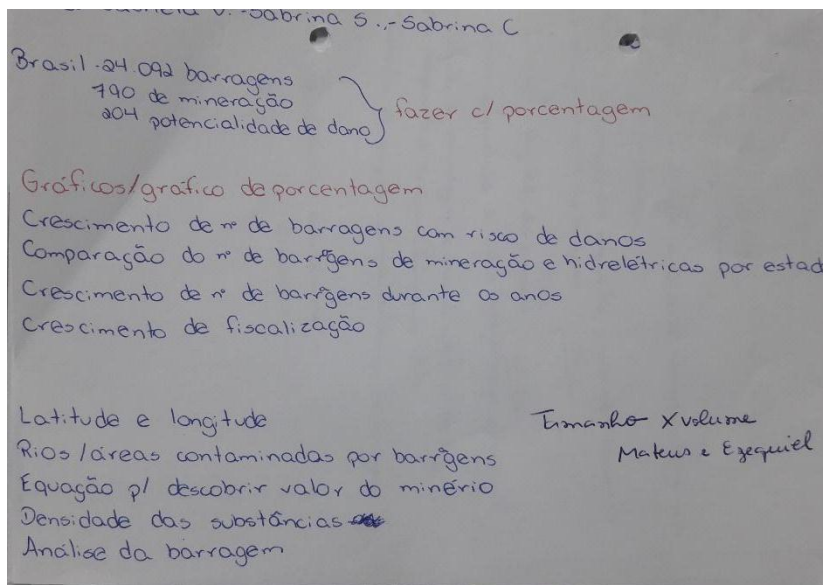 V.-Sabrina S.,-Sabrina C
Brasil-24.092 barragens
790 de mineração
204 potencialidade de dano
fazer c/ porcentagem
Gráficos/gráfico de porcentagem
Crescimento de nº de barragens com risco de danos
Comparação do nº de barrgens de mineração e hidrelétricas por estad
Crescimento de nº de barrgens durante os anos
Crescimento de fiscalização
Latitude e longitude
Rios/áreas contaminadas por barrgens
Equação p/ descobrir valor do minério
Densidade das substâncias
Análise da barragem
Tamanho X volume
Mateus e Ezequiel